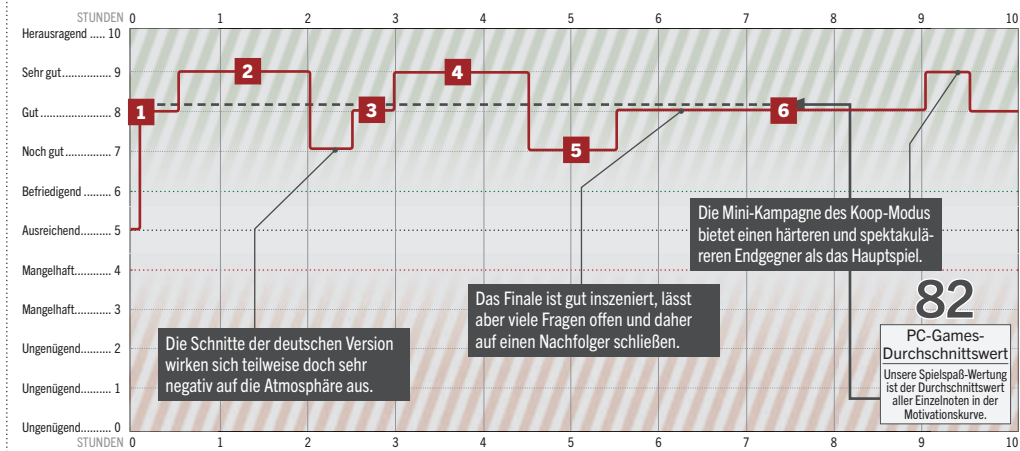 STUNDEN 0 1 2 3 4 5 6 7 8 9 10
Herausragend ..... 10
Sehr gut ............... 9
Gut ....................... 8
Noch gut .............. 7
Befriedigend ......... 6
Ausreichend ......... 5
Mangelhaft........... 4
Mangelhaft........... 3
Ungenügend ......... 2
Ungenügend ......... 1
Ungenügend ......... 0
STUNDEN 0 1 2 3 4 5 6 7 8 9 10
1
2
3
4
5
6
Die Schnitte der deutschen Version
wirken sich teilweise doch sehr
negativ auf die Atmosphäre aus.
Das Finale ist gut inszeniert, lässt
aber viele Fragen offen und daher
auf einen Nachfolger schließen.
Die Mini-Kampagne des Koop-Modus
bietet einen härteren und spektakulä-
reren Endgegner als das Hauptspiel.
82
PC-Games-
Durchschnittswert
Unsere Spielspaß-Wertung
ist der Durchschnittswert
aller Einzelnoten in der
Motivationskurve.